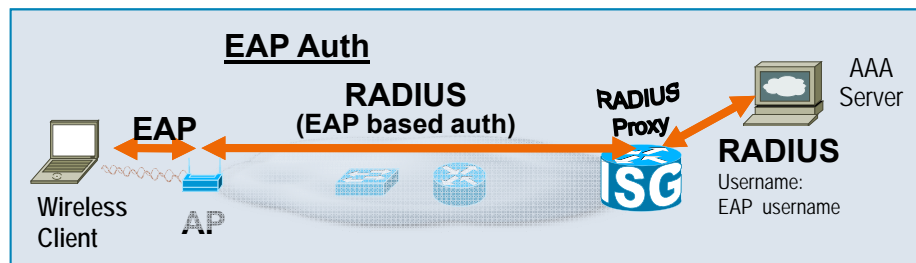 EAP Auth
RADIUS
(EAP based auth)
EAP
RADIUS
Proxy
AAA
Server
ISG
RADIUS
Username:
EAP username
Wireless
Client
AP